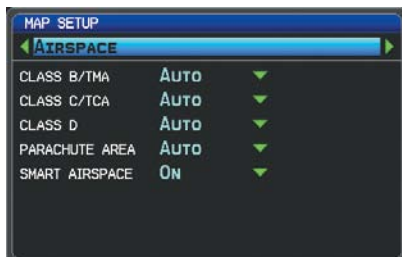 MAP SETUP
AIRSPACE
CLASS B/TMA AUTO
CLASS C/TCA AUTO
CLASS D AUTO
PARACHUTE AREA AUTO
SMART AIRSPACE ON